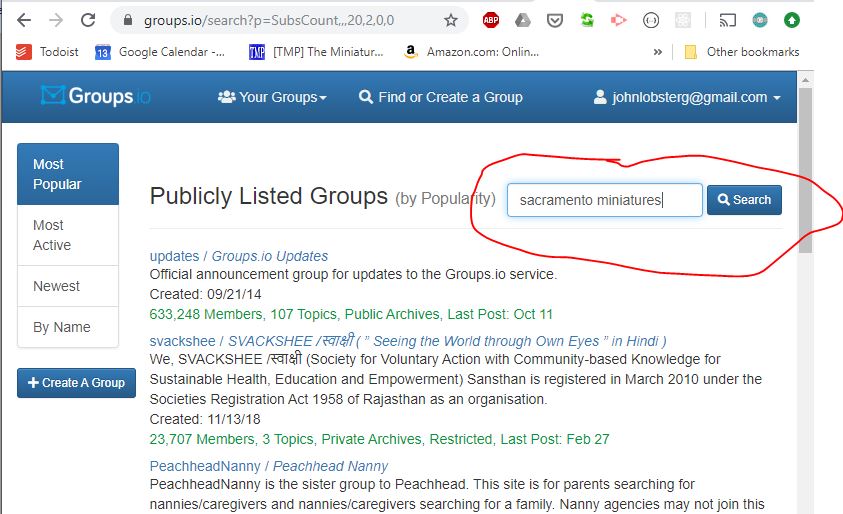 groups.io/search?p=SubsCount,,,20,2,0,0
ABP
Todoist 13 Google Calendar -... TMP [TMP] The Miniatur... Amazon.com: Onlin... » Other bookmarks
Groups.io Your Groups Find or Create a Group johnlobsterg@gmail.com
Most
Popular
Most
Active
Newest
By Name
+ Create A Group
Publicly Listed Groups (by Popularity) sacramento miniatures Search
updates / Groups.io Updates
Official announcement group for updates to the Groups.io service.
Created: 09/21/14
633,248 Members, 107 Topics, Public Archives, Last Post: Oct 11
svackshee / SVACKSHEE /स्वाक्षी ( " Seeing the World through Own Eyes " in Hindi )
We, SVACKSHEE /स्वाक्षी (Society for Voluntary Action with Community-based Knowledge for
Sustainable Health, Education and Empowerment) Sansthan is registered in March 2010 under the
Societies Registration Act 1958 of Rajasthan as an organisation.
Created: 11/13/18
23,707 Members, 3 Topics, Private Archives, Restricted, Last Post: Feb 27
PeachheadNanny / Peachhead Nanny
PeachheadNanny is the sister group to Peachhead. This site is for parents searching for
nannies/caregivers and nannies/caregivers searching for a family. Nanny agencies may not join this